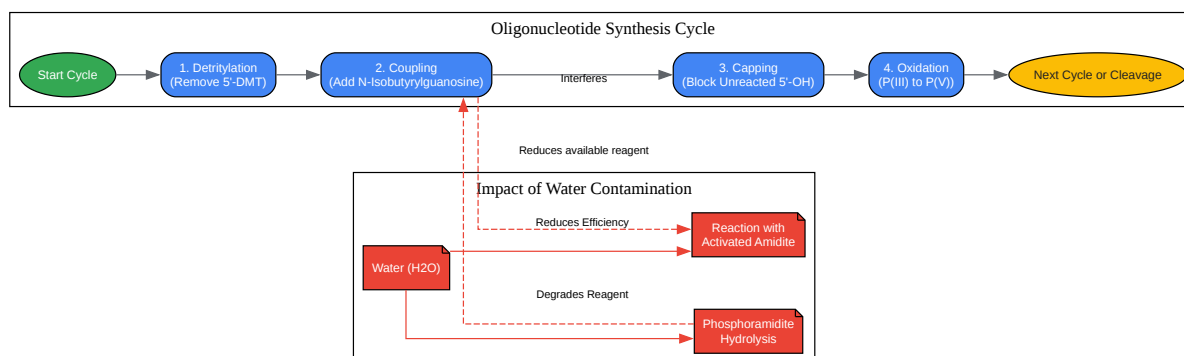 Oligonucleotide Synthesis Cycle
Start Cycle
1. Detritylation
(Remove 5'-DMT)
2. Coupling
(Add N-Isobutyrylguanosine)
Interferes
3. Capping
(Block Unreacted 5'-OH)
4. Oxidation
(P(III) to P(V))
Next Cycle or Cleavage
Reduces available reagent
Impact of Water Contamination
Reduces Efficiency
Reaction with
Activated Amidite
Water (H2O)
Degrades Reagent
Phosphoramidite
Hydrolysis